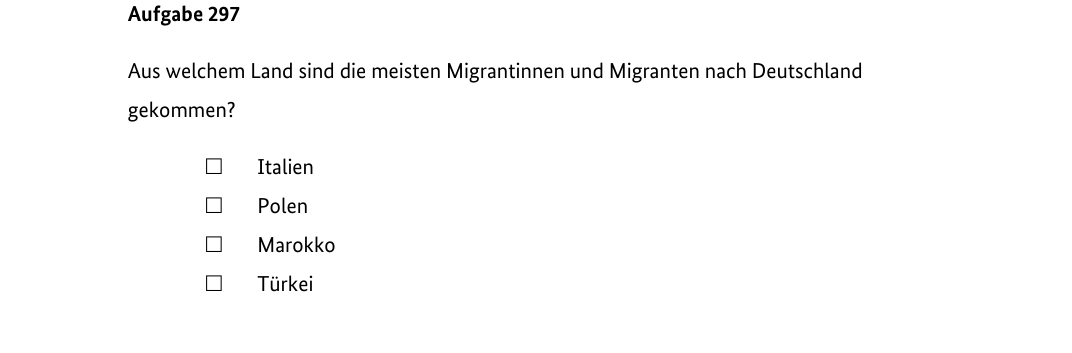 Aufgabe 297
Aus welchem Land sind die meisten Migrantinnen und Migranten nach Deutschland
gekommen?
☐ Italien
☐ Polen
☐ Marokko
☐ Türkei